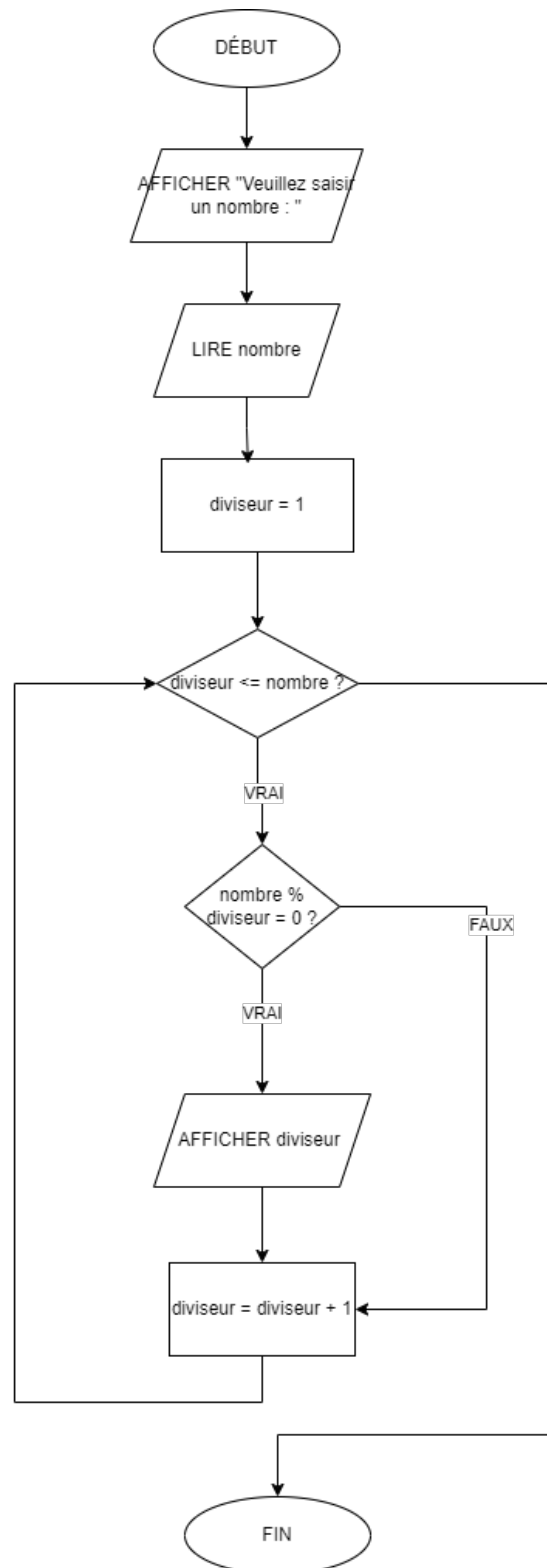 DÉBUT
AFFICHER "Veuillez saisir
un nombre : "
LIRE nombre
diviseur = 1
diviseur <= nombre ?
VRAI
nombre %
diviseur = 0 ?
FAUX
VRAI
AFFICHER diviseur
diviseur = diviseur + 1
FIN